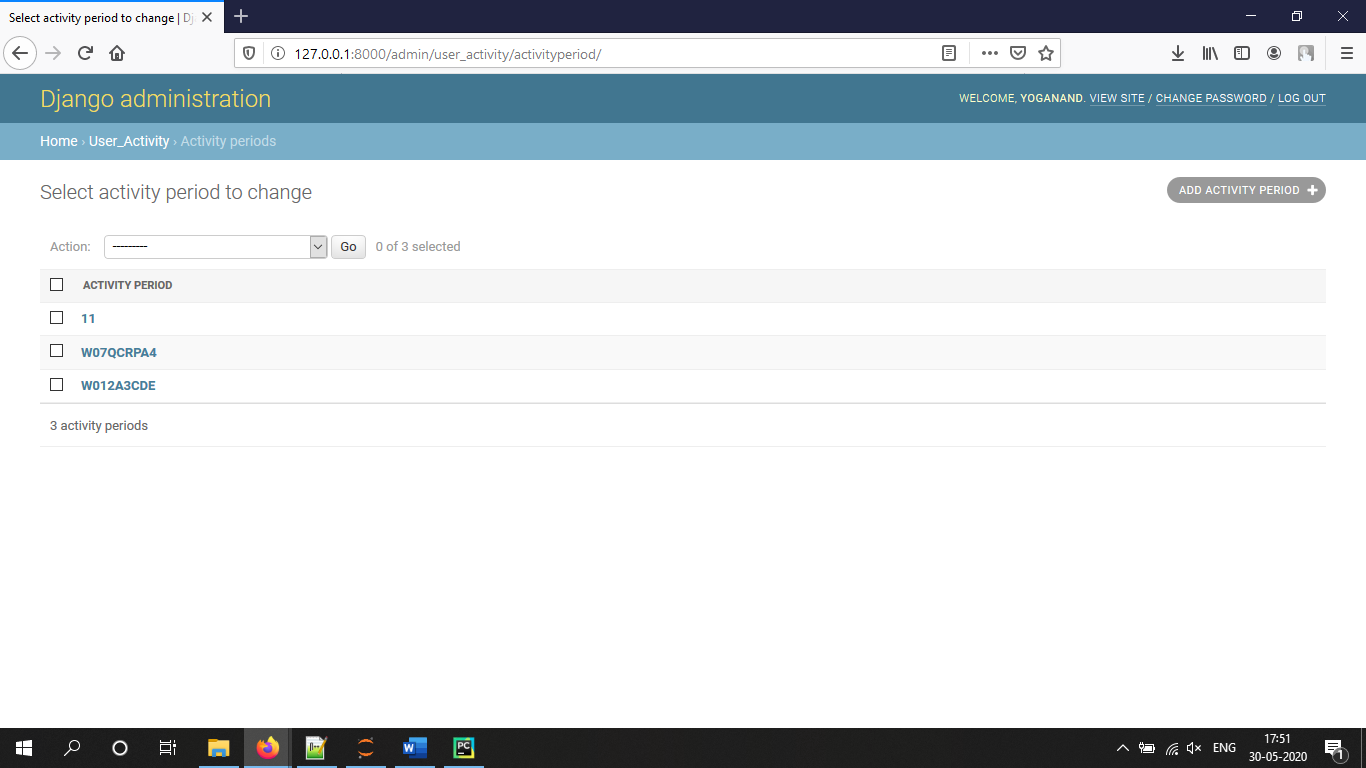 Select activity period to change | Dj
127.0.0.1:8000/admin/user_activity/activityperiod/
Django administration
WELCOME, YOGANAND. VIEW SITE / CHANGE PASSWORD / LOG OUT
Home › User_Activity › Activity periods
Select activity period to change
ADD ACTIVITY PERIOD +
Action: --------- Go 0 of 3 selected
ACTIVITY PERIOD
11
W07QCRPA4
W012A3CDE
3 activity periods
ENG
17:51
30-05-2020
1